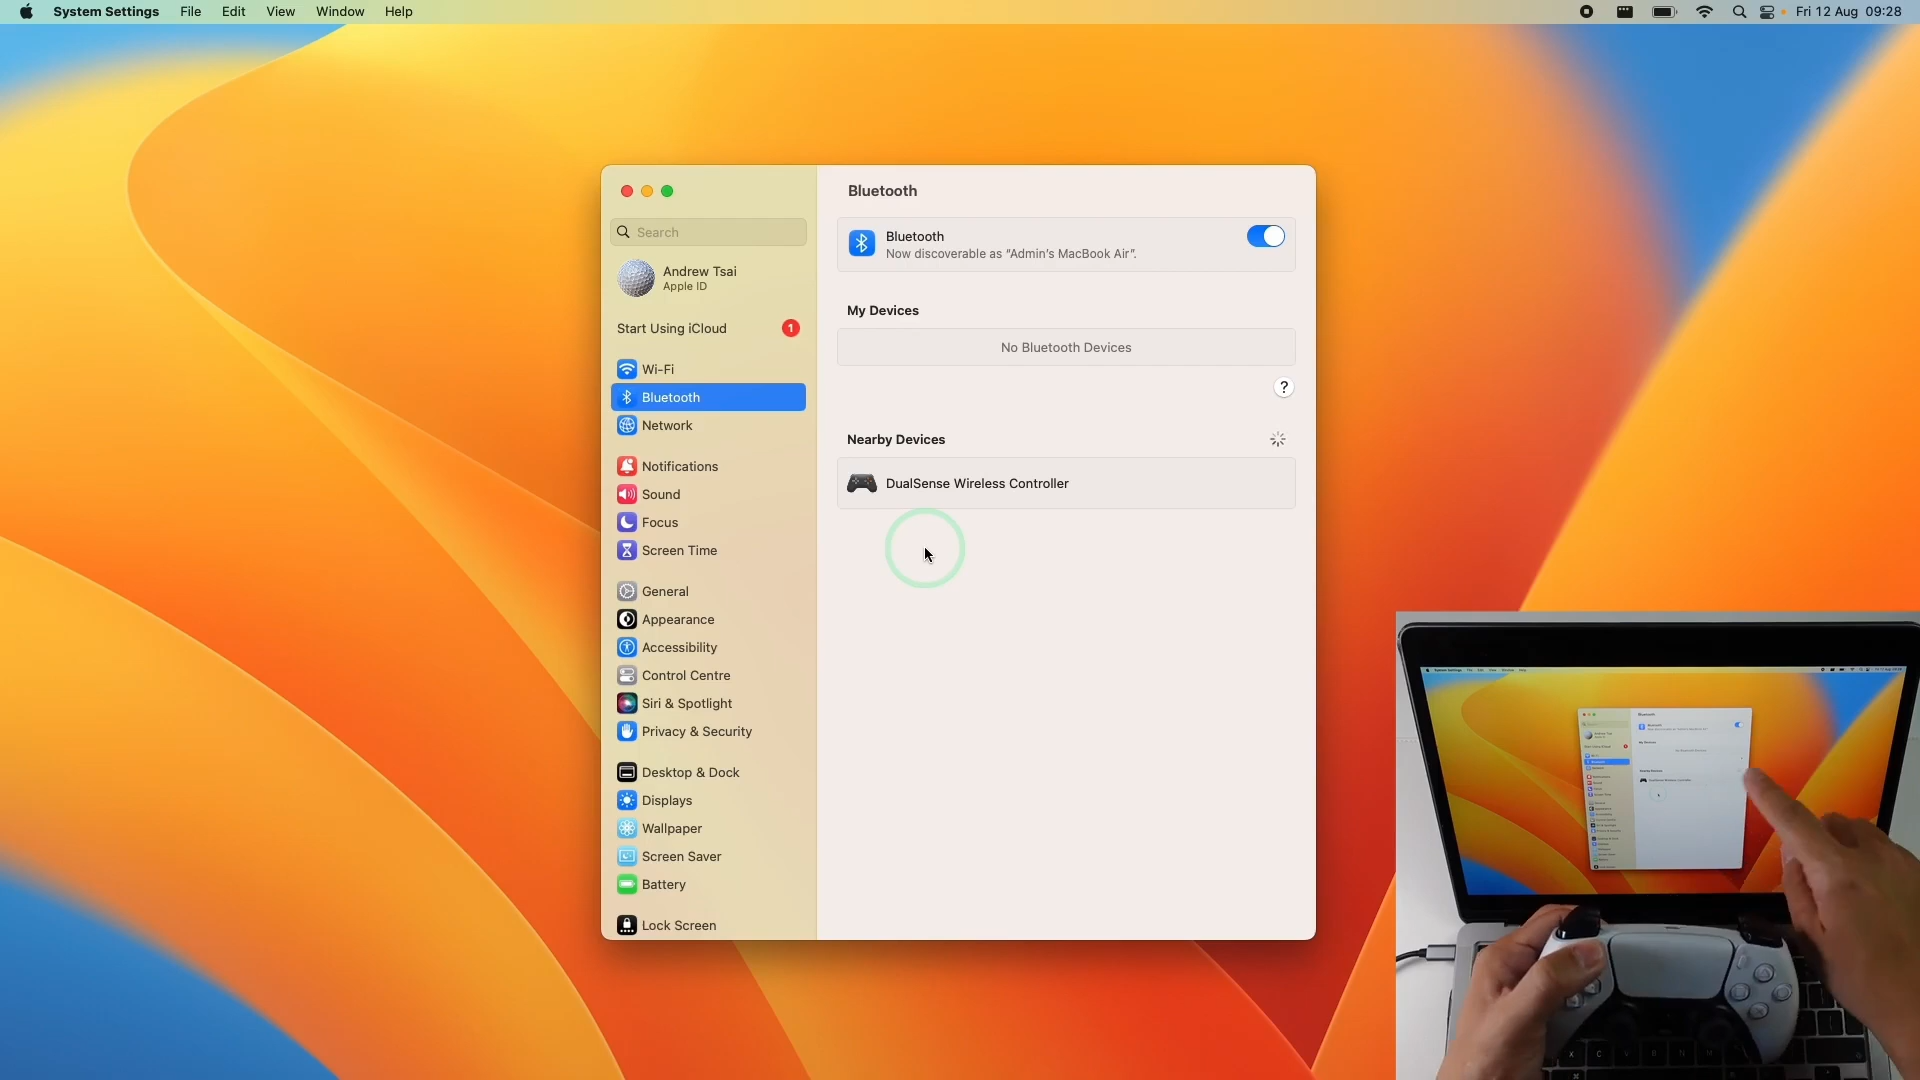 System Settings File Edit View Window Help Fri 12 Aug 09:28
Bluetooth
Search
Bluetooth
Now discoverable as “Admin’s MacBook Air”.
Andrew Tsai
Apple ID
My Devices
Start Using iCloud 1
No Bluetooth Devices
Wi-Fi
?
Bluetooth
Network
Nearby Devices
Notifications
DualSense Wireless Controller
Sound
Focus
Screen Time
General
Appearance
Accessibility
Control Centre
Siri & Spotlight
Privacy & Security
Desktop & Dock
Displays
Wallpaper
Screen Saver
Battery
Lock Screen
X C V B N M